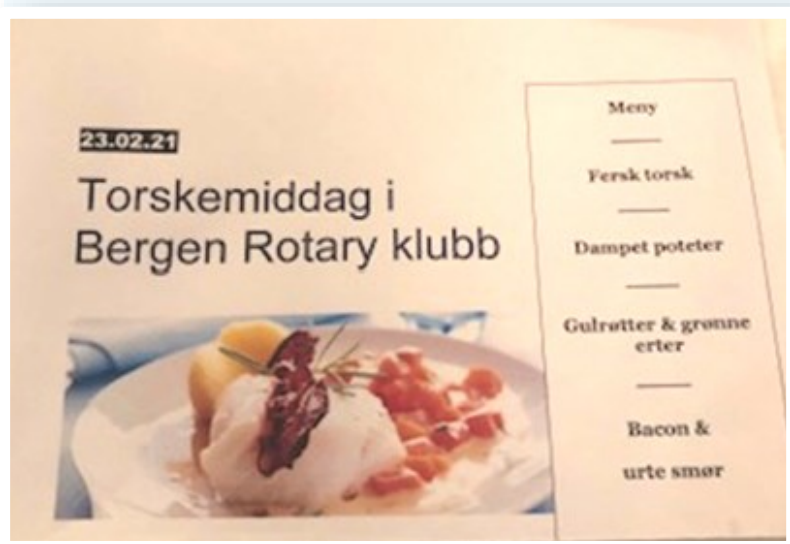 23.02.21
Torskemiddag i
Bergen Rotary klubb
Meny
Fersk torsk
Dampet poteter
Gulrøtter & grønne
erter
Bacon &
urte smør